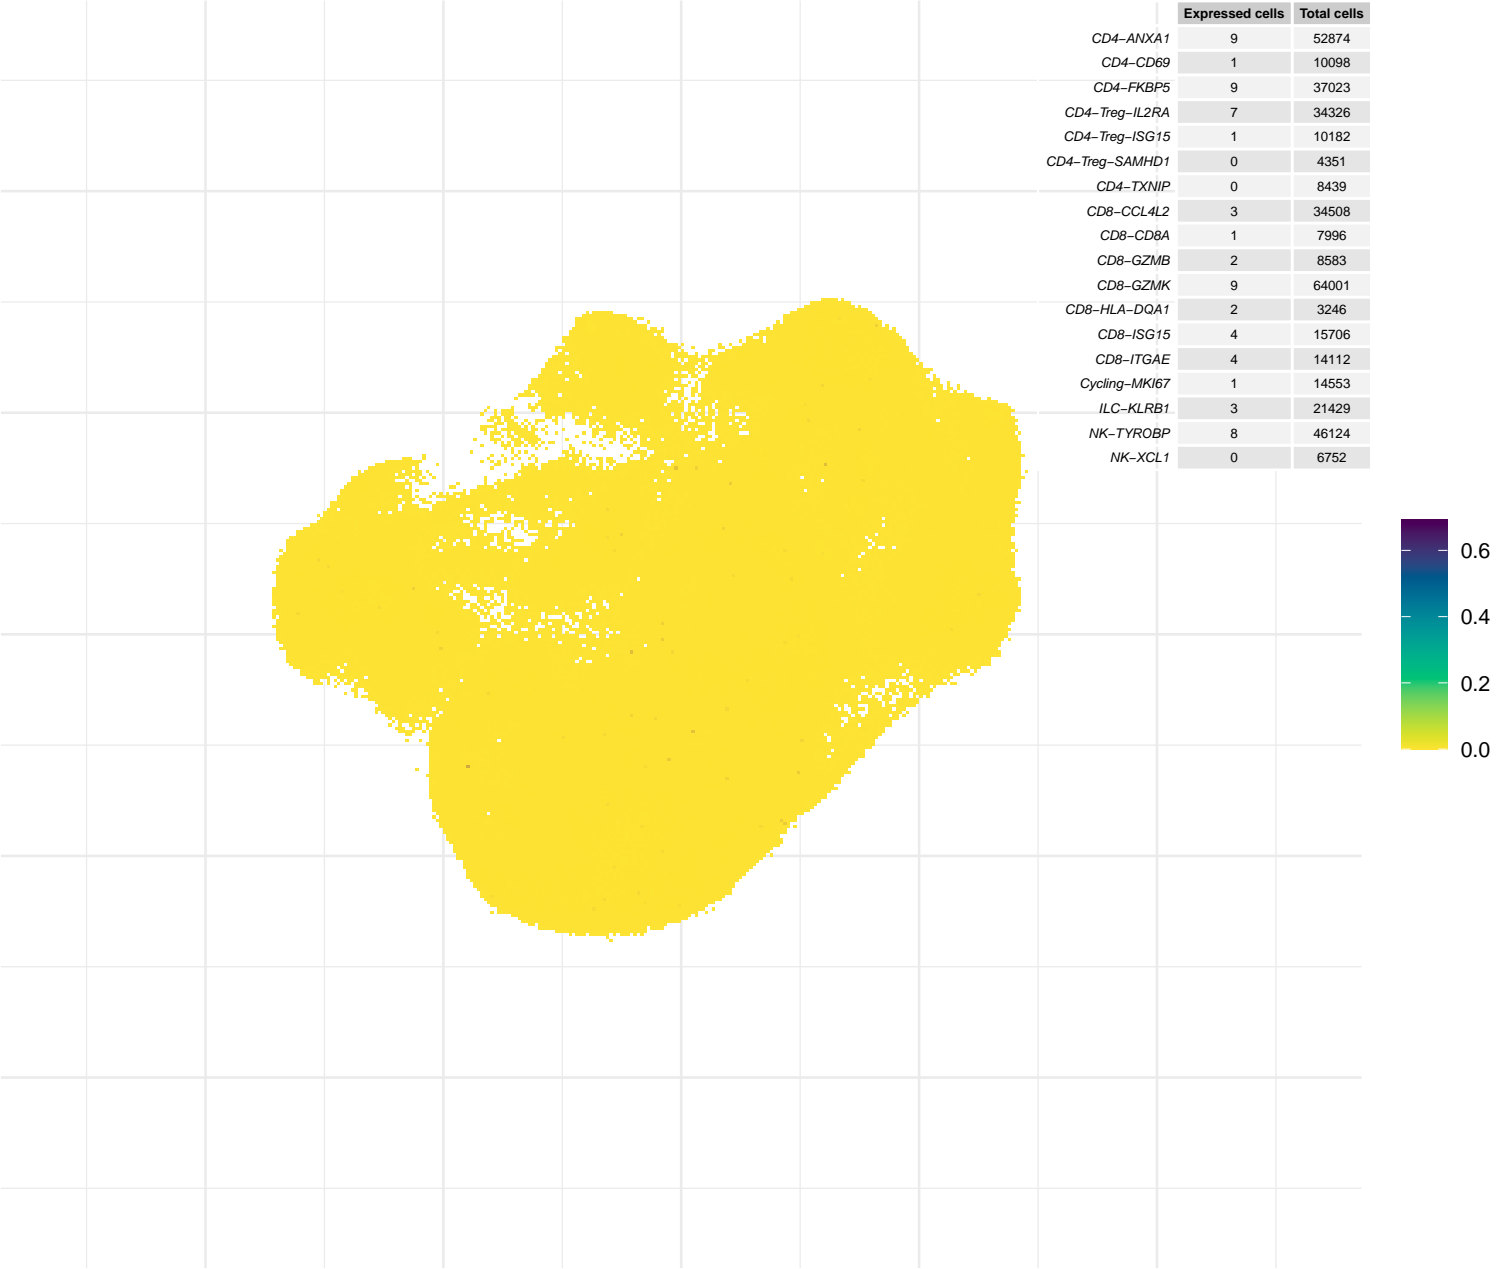 Expressed cells Total cells
CD4−ANXA1 9 52874
CD4−CD69 1 10098
CD4−FKBP5 9 37023
CD4−Treg−IL2RA 7 34326
CD4−Treg−ISG15 1 10182
CD4−Treg−SAMHD1 0 4351
CD4−TXNIP 0 8439
CD8−CCL4L2 3 34508
CD8−CD8A 1 7996
CD8−GZMB 2 8583
CD8−GZMK 9 64001
CD8−HLA−DQA1 2 3246
CD8−ISG15 4 15706
CD8−ITGAE 4 14112
Cycling−MKI67 1 14553
ILC−KLRB1 3 21429
NK−TYROBP 8 46124
NK−XCL1 0 6752
0.6
0.4
0.2
0.0